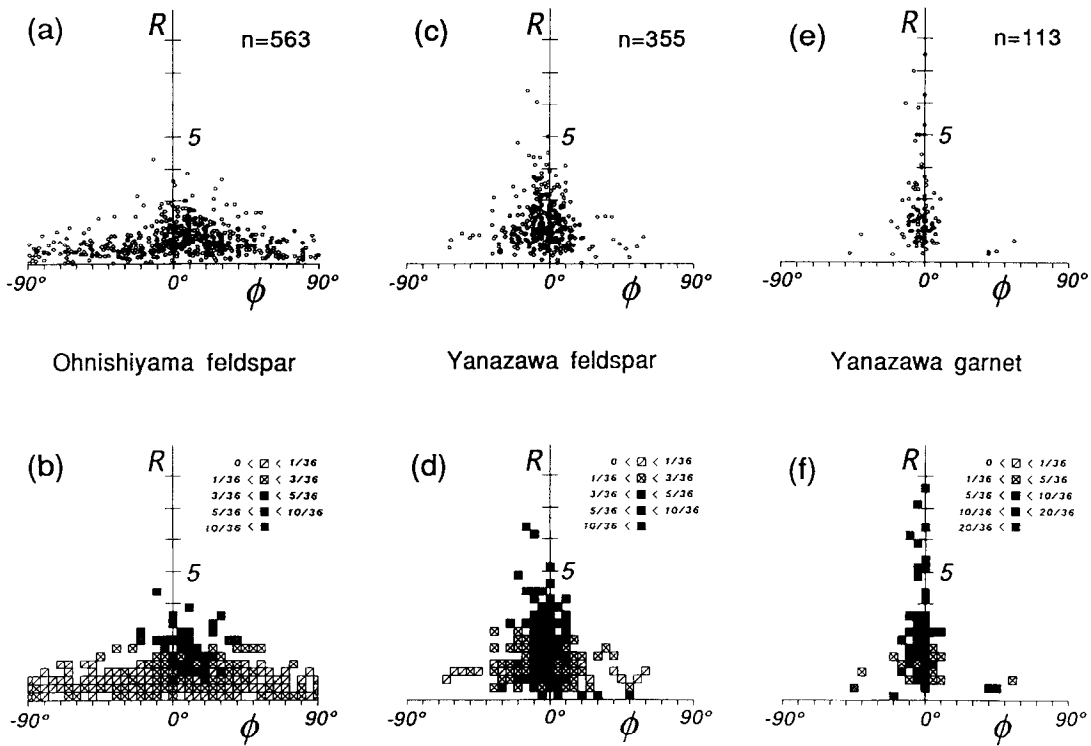 (a) R n=563
5
-90° 0° φ 90°
(c) R n=355
5
-90° 0° φ 90°
(e) R n=113
5
-90° 0° φ 90°
Ohnishiyama feldspar
Yanazawa feldspar
Yanazawa garnet
(b) R
0 < < 1/36
1/36 < < 3/36
3/36 < < 5/36
5/36 < < 10/36
10/36 <
5
-90° 0° φ 90°
(d) R
0 < < 1/36
1/36 < < 3/36
3/36 < < 5/36
5/36 < < 10/36
10/36 <
5
-90° 0° φ 90°
(f) R
0 < < 1/36
1/36 < < 5/36
5/36 < < 10/36
10/36 < < 20/36
20/36 <
5
-90° 0° φ 90°